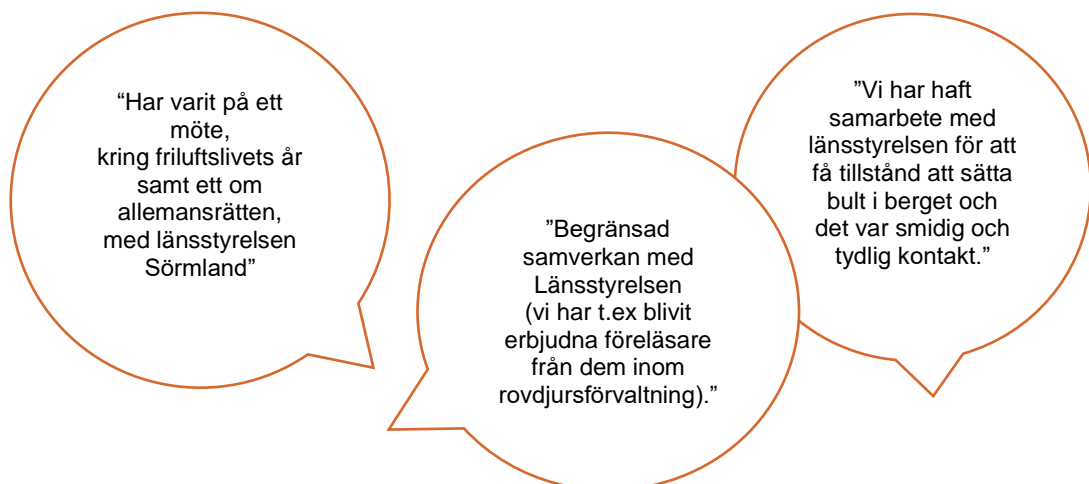 “Har varit på ett
möte,
kring friluftslivets år
samt ett om
allemansrätten,
med länsstyrelsen
Sörmland”
”Begränsad
samverkan med
Länsstyrelsen
(vi har t.ex blivit
erbjudna föreläsare
från dem inom
rovdjursförvaltning).”
”Vi har haft
samarbete med
länsstyrelsen för att
få tillstånd att sätta
bult i berget och
det var smidig och
tydlig kontakt.”